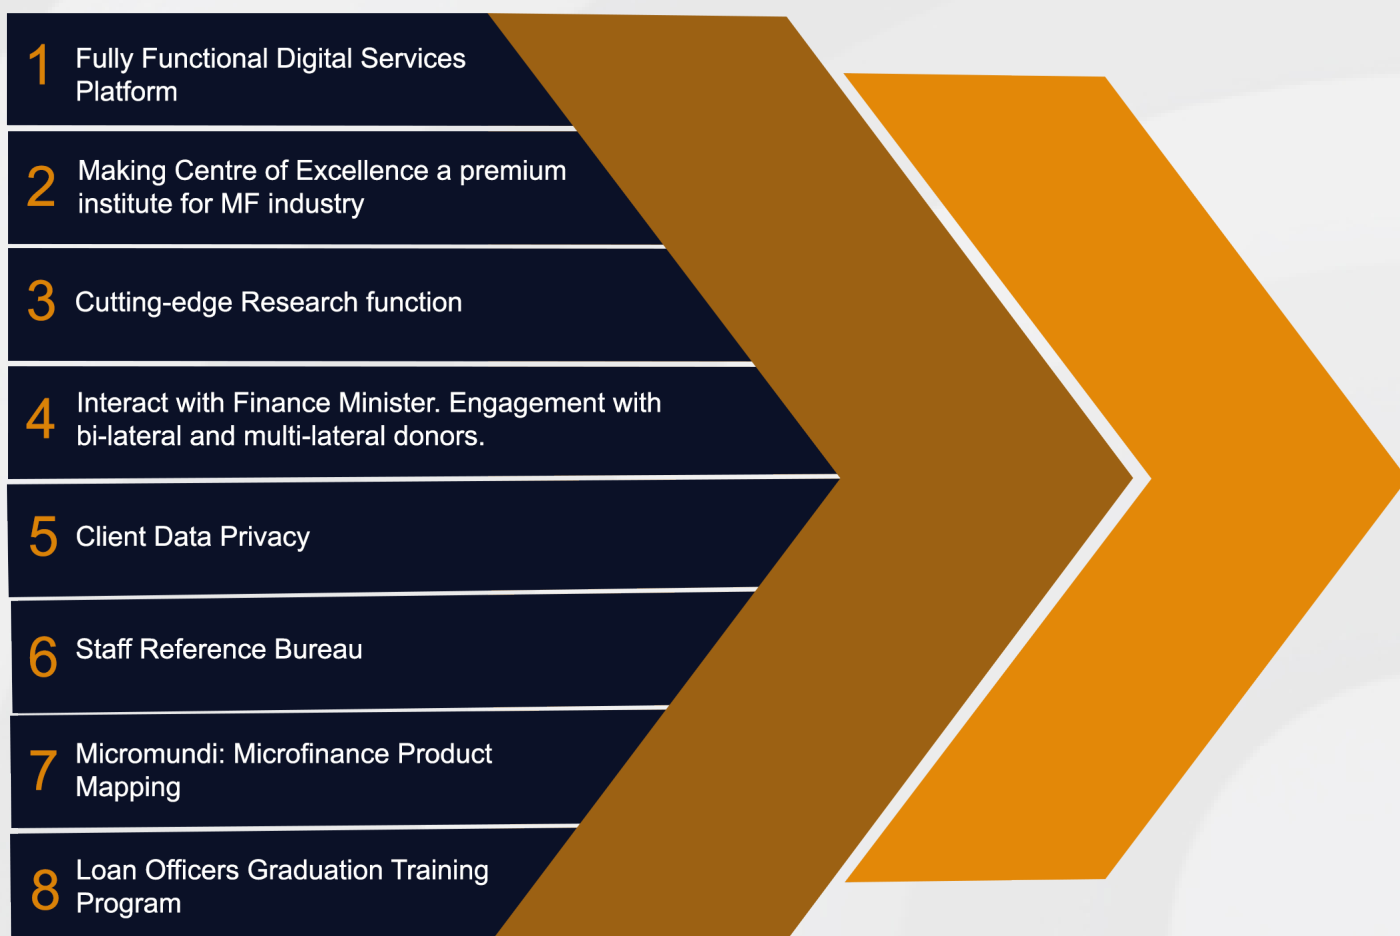 1
Fully Functional Digital Services
Platform
2
Making Centre of Excellence a premium
institute for MF industry
3
Cutting-edge Research function
4
Interact with Finance Minister. Engagement with
bi-lateral and multi-lateral donors.
5
Client Data Privacy
6
Staff Reference Bureau
7
Micromundi: Microfinance Product
Mapping
8
Loan Officers Graduation Training
Program